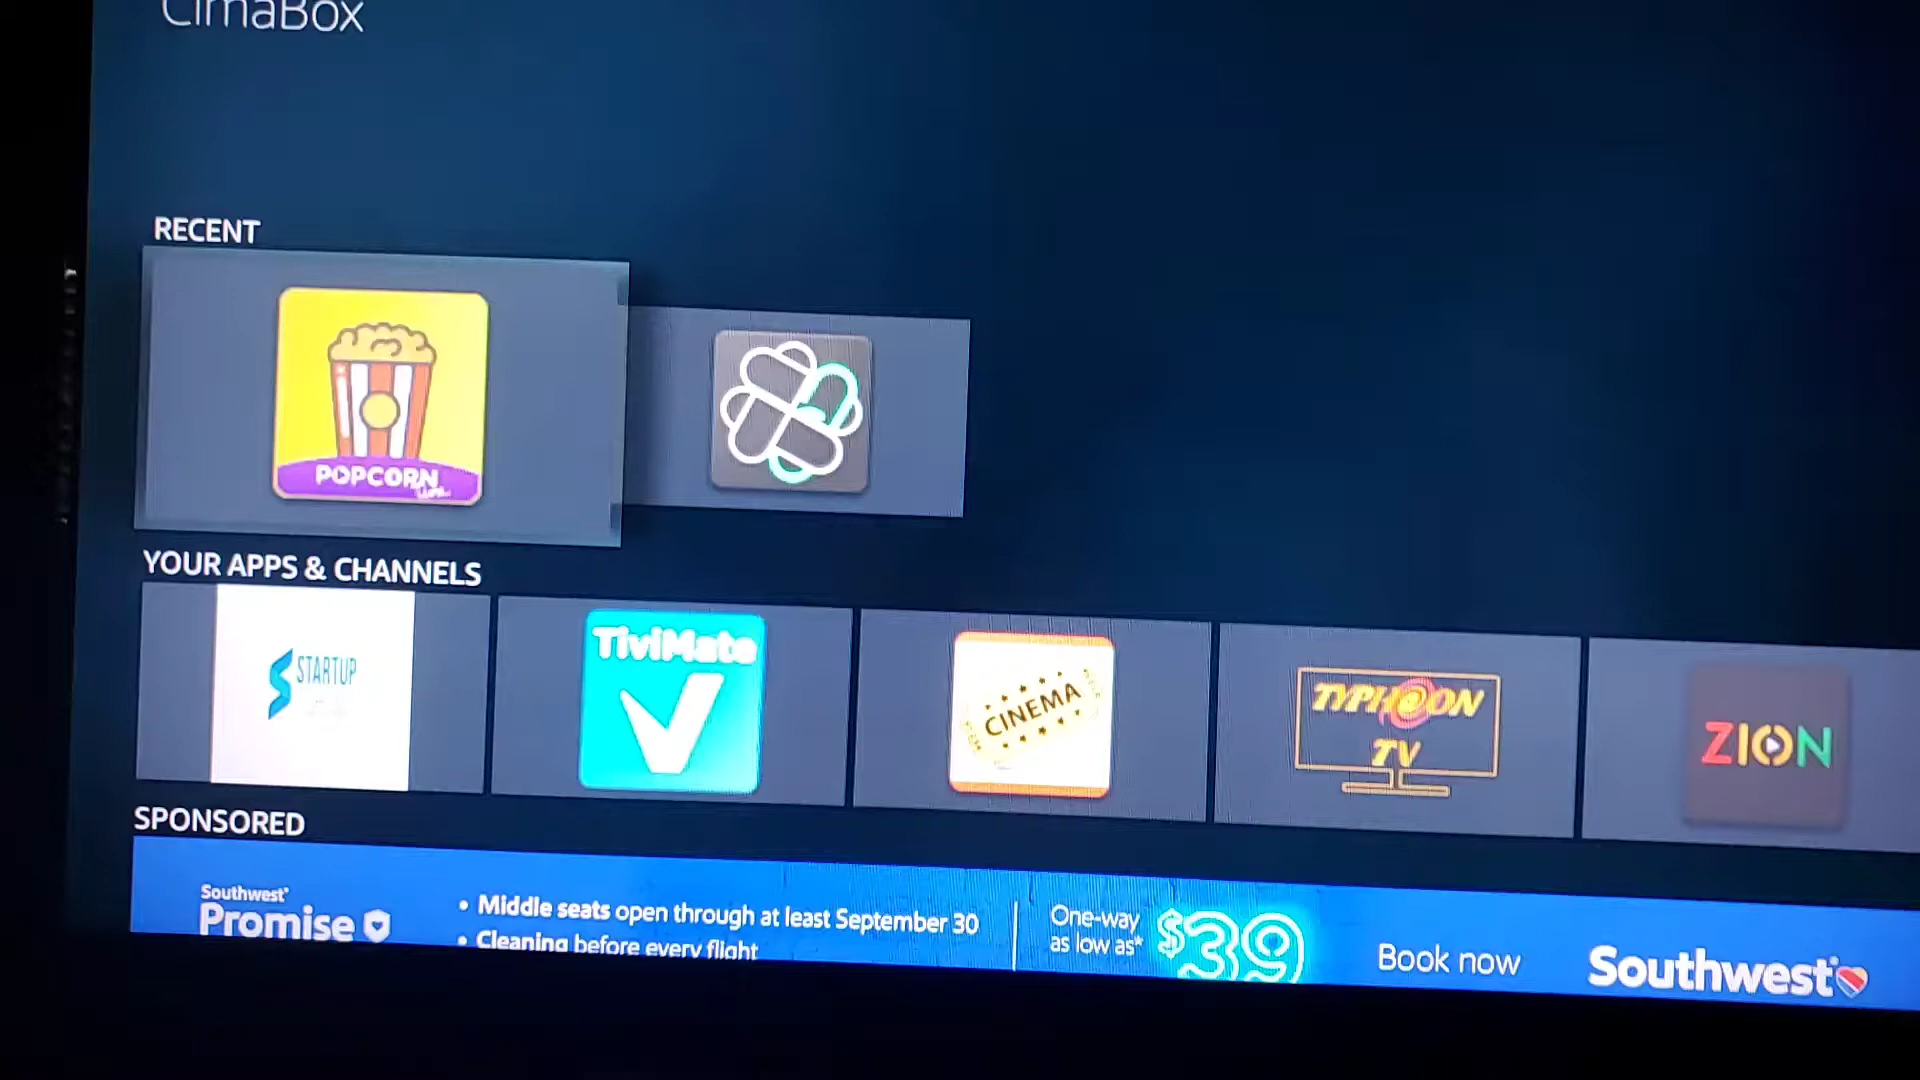 CimaBox
RECENT
POPCORN
YOUR APPS & CHANNELS
STARTUP
TiviMate
CINEMA
TYPHOON
TV
ZION
SPONSORED
Southwest
Promise
• Middle seats open through at least September 30
• Cleaning before every flight
One-way
as low as*
$39
Book now
Southwest